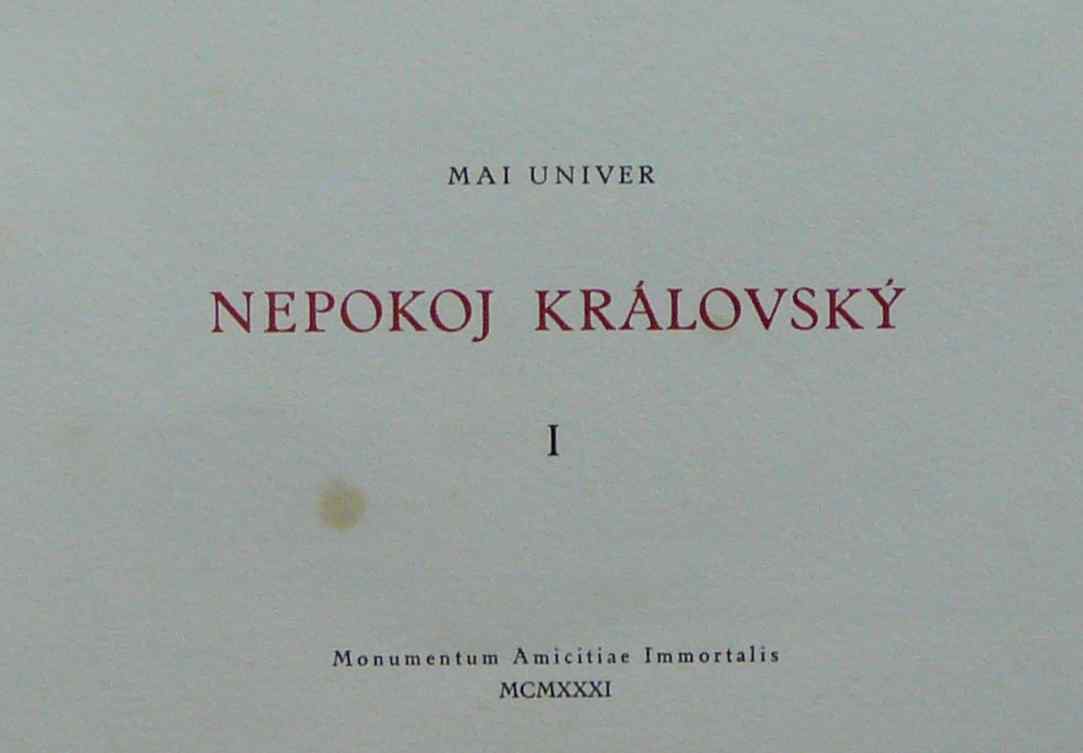 MAI UNIVER
NEPOKOJ KRÁLOVSKÝ
I
Monumentum Amicitiae Immortalis
MCMXXXI